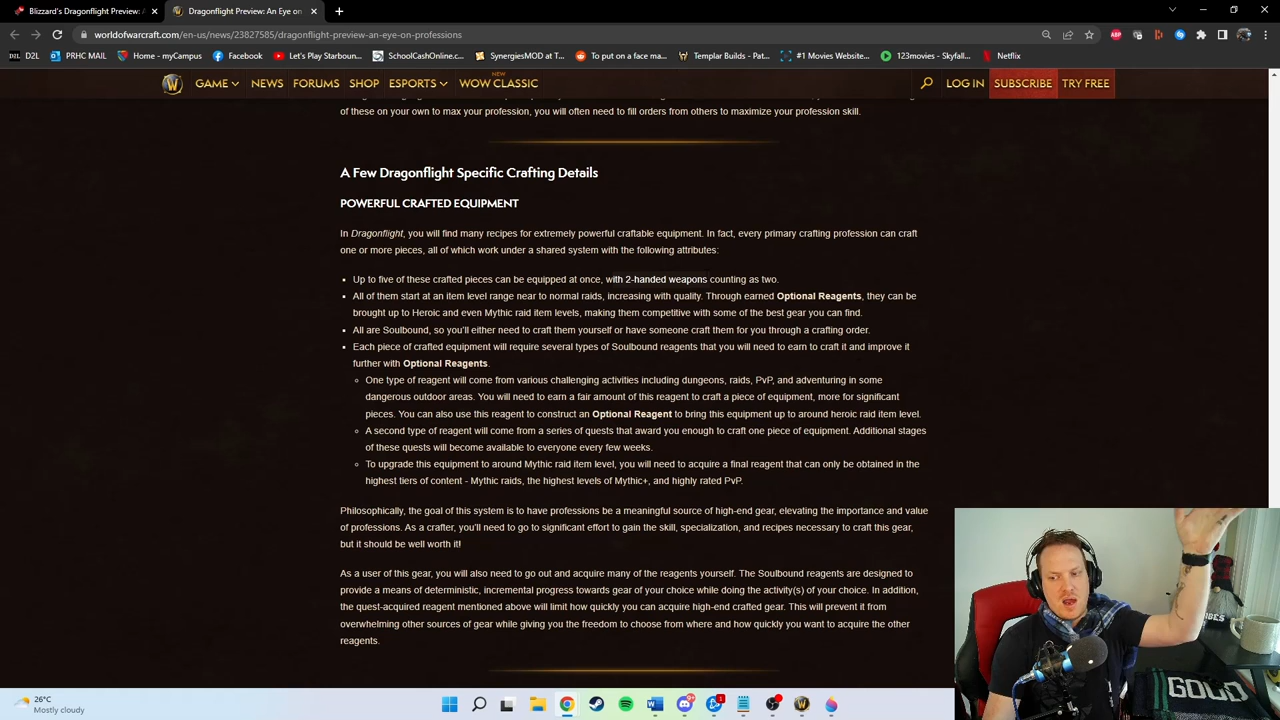 Blizzard's Dragonflight Preview:
Dragonflight Preview: An Eye on
worldofwarcraft.com/en-us/news/23827585/dragonflight-preview-an-eye-on-professions
D2L D2L PRHC MAIL Home - myCampus Facebook Let's Play Starboun... SchoolCashOnline.c... SynergiesMOD at T... To put on a face ma... Templar Builds - Pat... #1 Movies Website... 123movies - Skyfall... Netflix
GAME NEWS FORUMS SHOP ESPORTS WOW CLASSIC NEW LOG IN SUBSCRIBE TRY FREE
of these on your own to max your profession, you will often need to fill orders from others to maximize your profession skill.
A Few Dragonflight Specific Crafting Details
POWERFUL CRAFTED EQUIPMENT
In Dragonflight, you will find many recipes for extremely powerful craftable equipment. In fact, every primary crafting profession can craft
one or more pieces, all of which work under a shared system with the following attributes:
Up to five of these crafted pieces can be equipped at once, with 2-handed weapons counting as two.
All of them start at an item level range near to normal raids, increasing with quality. Through earned Optional Reagents, they can be
brought up to Heroic and even Mythic raid item levels, making them competitive with some of the best gear you can find.
All are Soulbound, so you'll either need to craft them yourself or have someone craft them for you through a crafting order.
Each piece of crafted equipment will require several types of Soulbound reagents that you will need to earn to craft it and improve it
further with Optional Reagents.
One type of reagent will come from various challenging activities including dungeons, raids, PvP, and adventuring in some
dangerous outdoor areas. You will need to earn a fair amount of this reagent to craft a piece of equipment, more for significant
pieces. You can also use this reagent to construct an Optional Reagent to bring this equipment up to around heroic raid item level.
A second type of reagent will come from a series of quests that award you enough to craft one piece of equipment. Additional stages
of these quests will become available to everyone every few weeks.
To upgrade this equipment to around Mythic raid item level, you will need to acquire a final reagent that can only be obtained in the
highest tiers of content - Mythic raids, the highest levels of Mythic+, and highly rated PvP.
Philosophically, the goal of this system is to have professions be a meaningful source of high-end gear, elevating the importance and value
of professions. As a crafter, you'll need to go to significant effort to gain the skill, specialization, and recipes necessary to craft this gear,
but it should be well worth it!
As a user of this gear, you will also need to go out and acquire many of the reagents yourself. The Soulbound reagents are designed to
provide a means of deterministic, incremental progress towards gear of your choice while doing the activity(s) of your choice. In addition,
the quest-acquired reagent mentioned above will limit how quickly you can acquire high-end crafted gear. This will prevent it from
overwhelming other sources of gear while giving you the freedom to choose from where and how quickly you want to acquire the other
reagents.
GOLD
26°C
Mostly cloudy